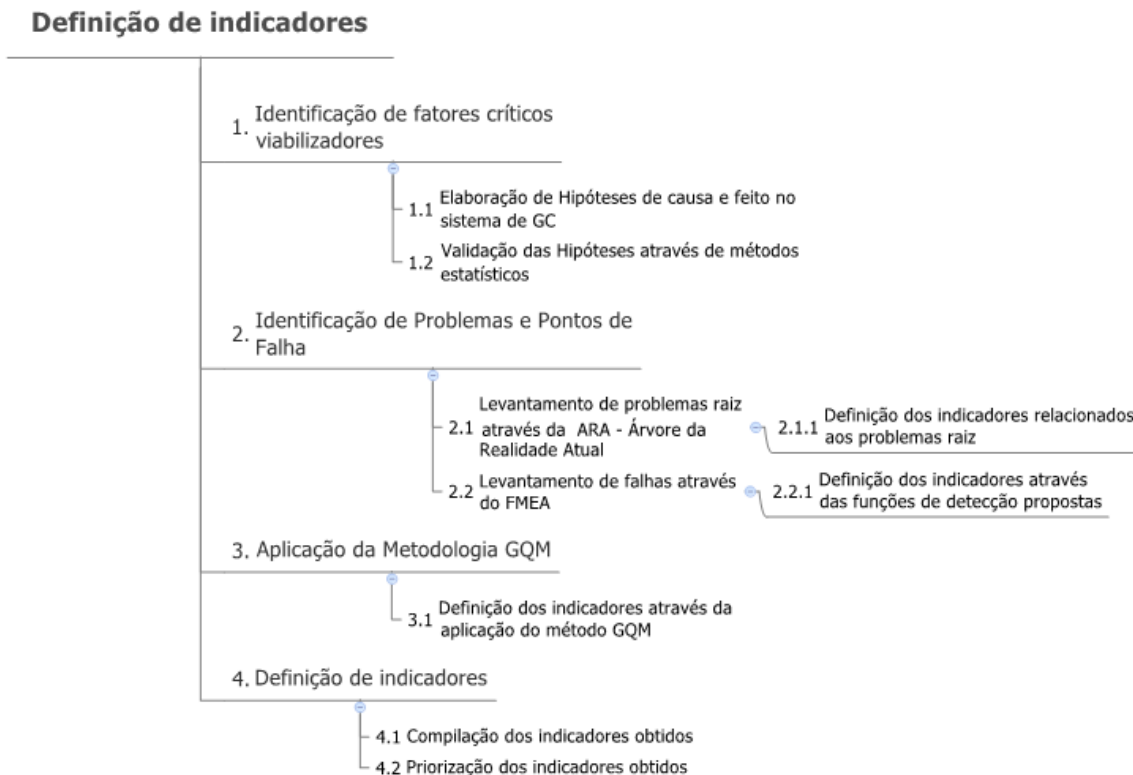 Definição de indicadores
1. Identificação de fatores críticos
viabilizadores
1.1 Elaboração de Hipóteses de causa e feito no
sistema de GC
1.2 Validação das Hipóteses através de métodos
estatísticos
2. Identificação de Problemas e Pontos de
Falha
2.1 Levantamento de problemas raiz
através da ARA - Árvore da
Realidade Atual
2.1.1 Definição dos indicadores relacionados
aos problemas raiz
2.2 Levantamento de falhas através
do FMEA
2.2.1 Definição dos indicadores através
das funções de detecção propostas
3. Aplicação da Metodologia GQM
3.1 Definição dos indicadores através da
aplicação do método GQM
4. Definição de indicadores
4.1 Compilação dos indicadores obtidos
4.2 Priorização dos indicadores obtidos